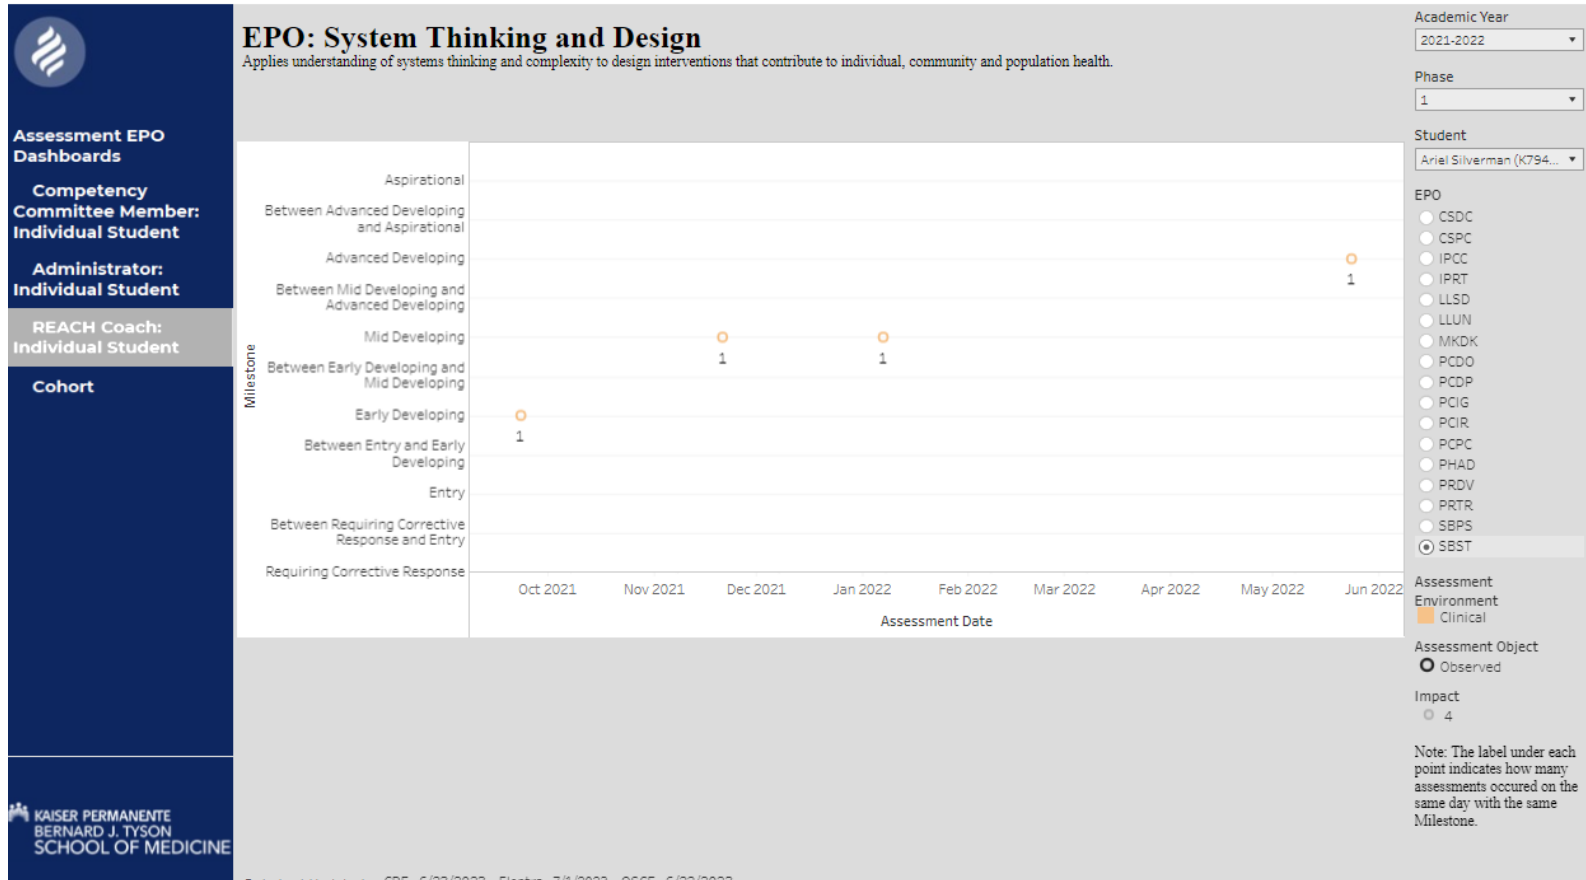 EPO: System Thinking and Design
Applies understanding of systems thinking and complexity to design interventions that contribute to individual, community and population health.
Assessment EPO
Dashboards
Competency
Committee Member:
Individual Student
Administrator:
Individual Student
REACH Coach:
Individual Student
Cohort
KAISER PERMANENTE
BERNARD J. TYSON
SCHOOL OF MEDICINE
Milestone
Aspirational
Between Advanced Developing
and Aspirational
Advanced Developing
Between Mid Developing and
Advanced Developing
Mid Developing
Between Early Developing and
Mid Developing
Early Developing
Between Entry and Early
Developing
Entry
Between Requiring Corrective
Response and Entry
Requiring Corrective Response
1
1
1
1
Oct 2021 Nov 2021 Dec 2021 Jan 2022 Feb 2022 Mar 2022 Apr 2022 May 2022 Jun 2022
Assessment Date
Academic Year
2021-2022
Phase
1
Student
Ariel Silverman (K794...
EPO
CSDC
CSPC
IPCC
IPRT
LLSD
LLUN
MKDK
PCDO
PCDP
PCIG
PCIR
PCPC
PHAD
PRDV
PRTR
SBPS
SBST
Assessment
Environment
Clinical
Assessment Object
Observed
Impact
4
Note: The label under each
point indicates how many
assessments occured on the
same day with the same
Milestone.